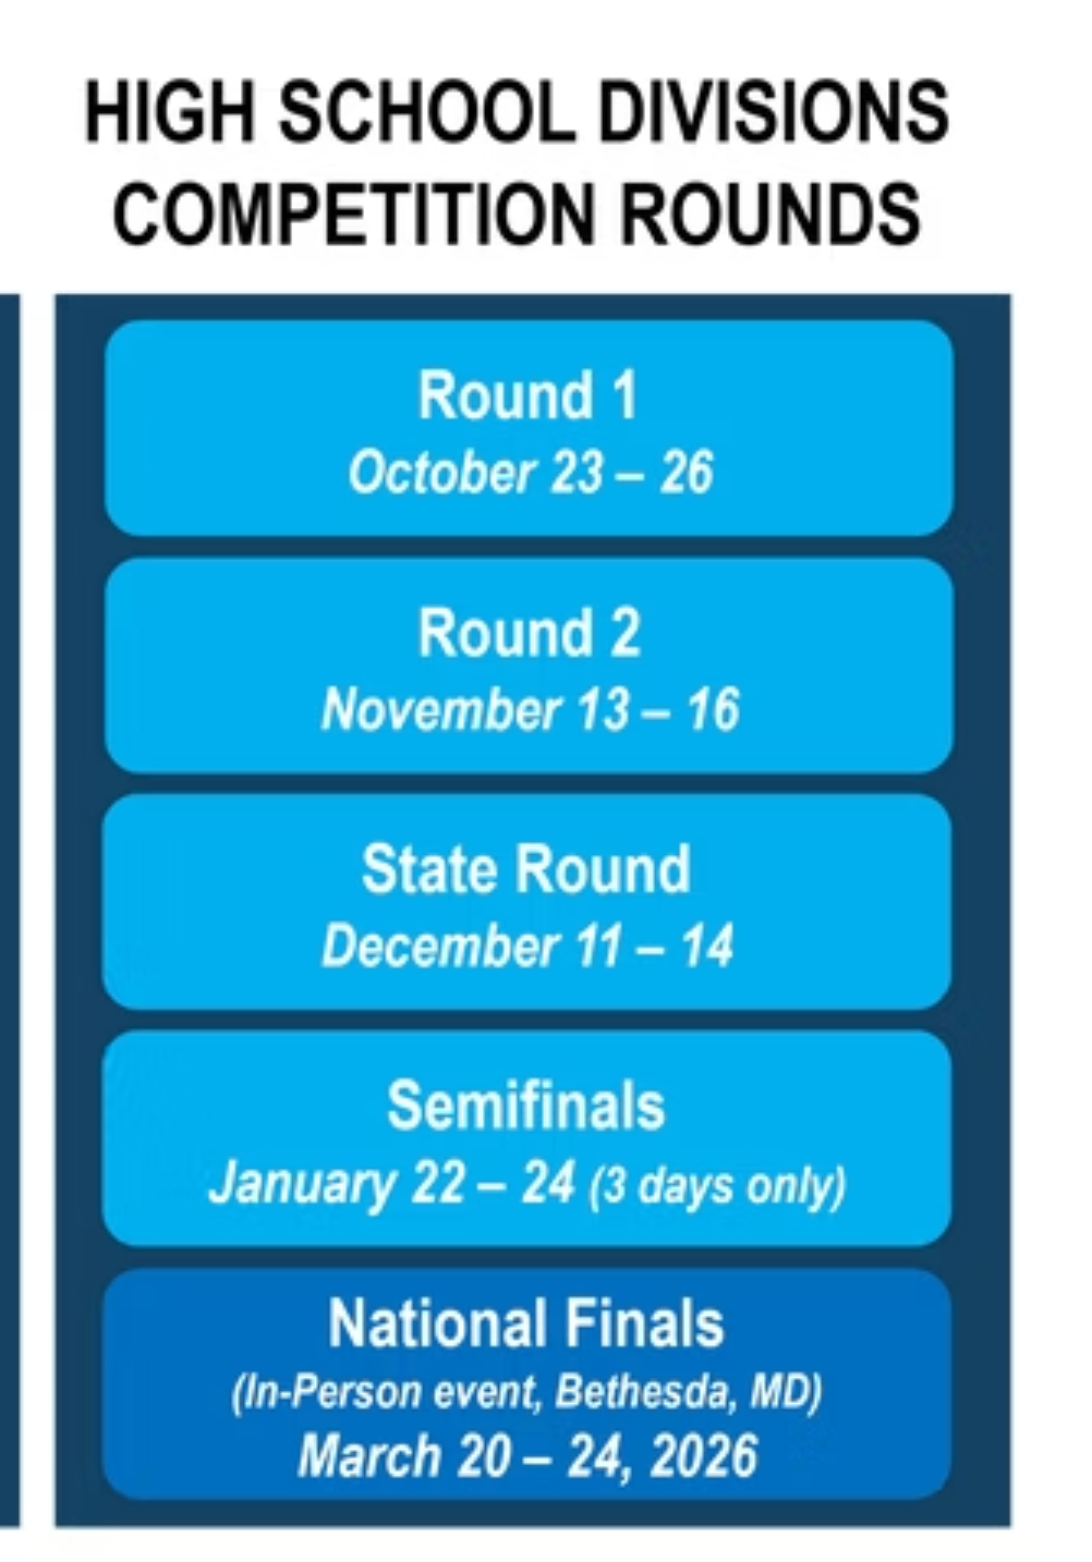 HIGH SCHOOL DIVISIONS
COMPETITION ROUNDS
Round 1
October 23 – 26
Round 2
November 13 – 16
State Round
December 11 – 14
Semifinals
January 22 – 24 (3 days only)
National Finals
(In-Person event, Bethesda, MD)
March 20 – 24, 2026